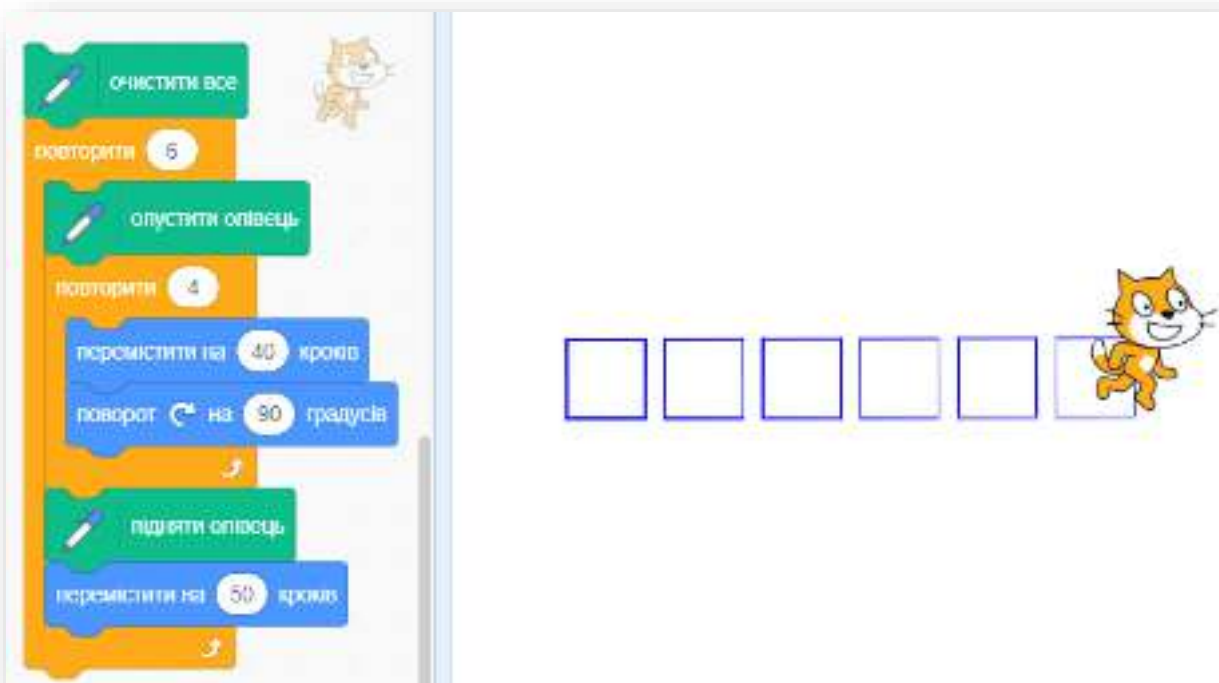 очистити все
повторити 6
опустити олівець
повторити 4
перемістити на 40 кроків
поворот на 90 градусів
підняти олівець
перемістити на 50 кроків